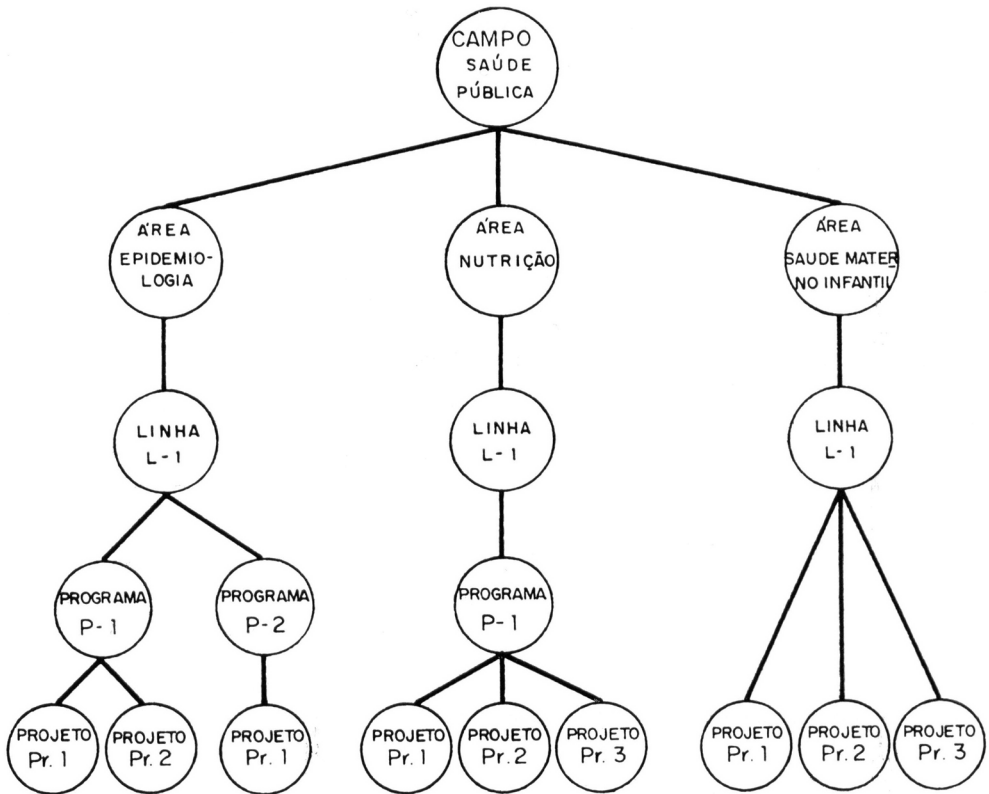 CAMPO
SAÚDE
PÚBLICA
ÁREA
EPIDEMIO-
LOGIA
ÁREA
NUTRIÇÃO
ÁREA
SAUDE MATER
NO INFANTIL
LINHA
L-1
LINHA
L-1
LINHA
L-1
PROGRAMA
P-1
PROGRAMA
P-2
PROGRAMA
P-1
PROJETO
Pr. 1
PROJETO
Pr. 2
PROJETO
Pr. 1
PROJETO
Pr. 1
PROJETO
Pr. 2
PROJETO
Pr. 3
PROJETO
Pr. 1
PROJETO
Pr. 2
PROJETO
Pr. 3